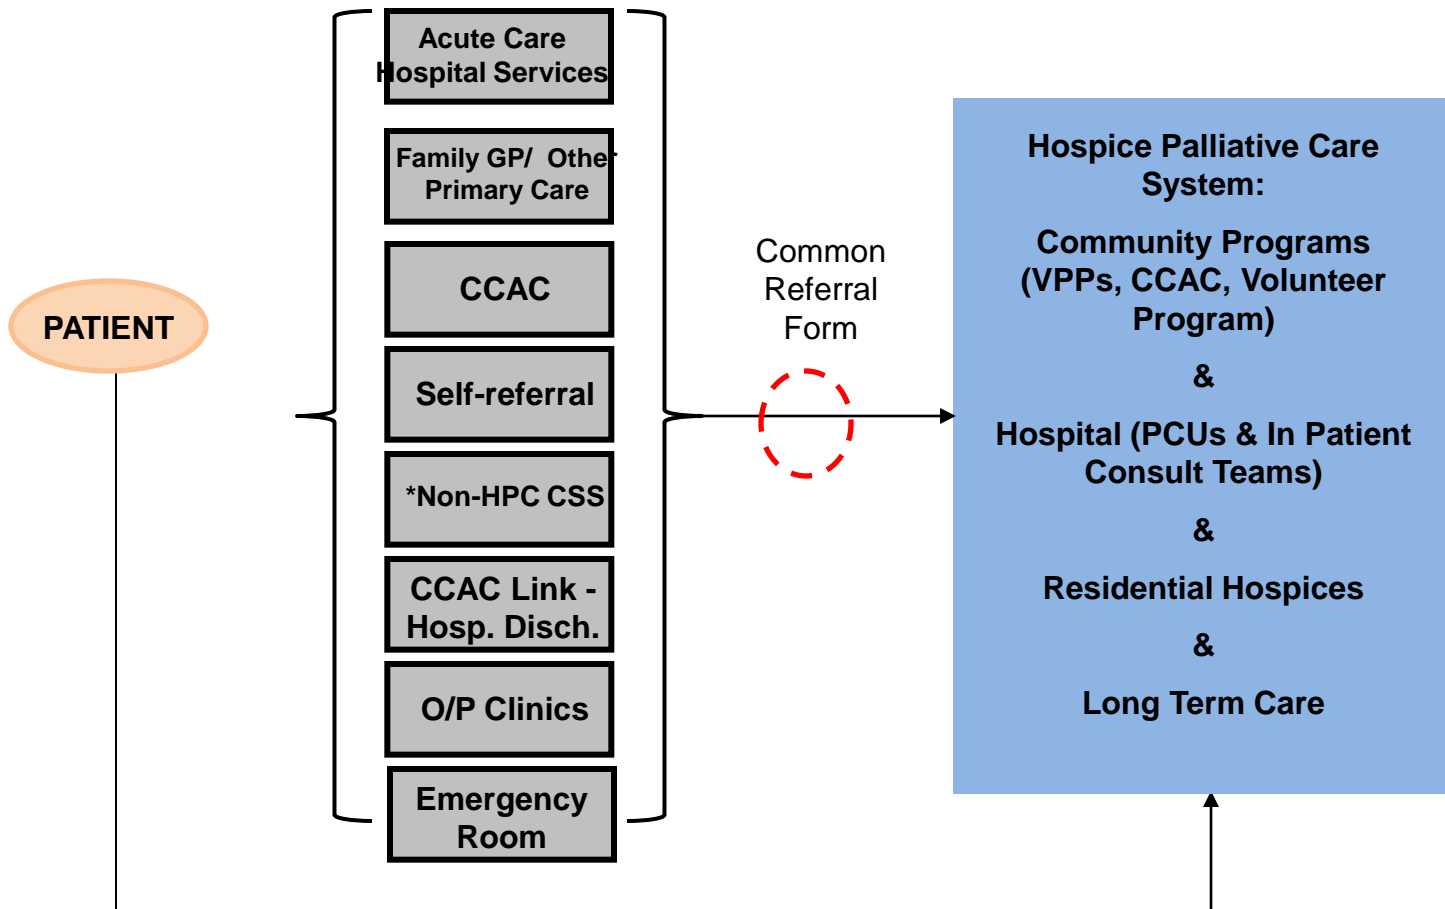 PATIENT
Acute Care
Hospital Services
Family GP/ Other
Primary Care
CCAC
Self-referral
*Non-HPC CSS
CCAC Link -
Hosp. Disch.
O/P Clinics
Emergency
Room
Common
Referral
Form
Hospice Palliative Care
System:
Community Programs
(VPPs, CCAC, Volunteer
Program)
&
Hospital (PCUs & In Patient
Consult Teams)
&
Residential Hospices
&
Long Term Care